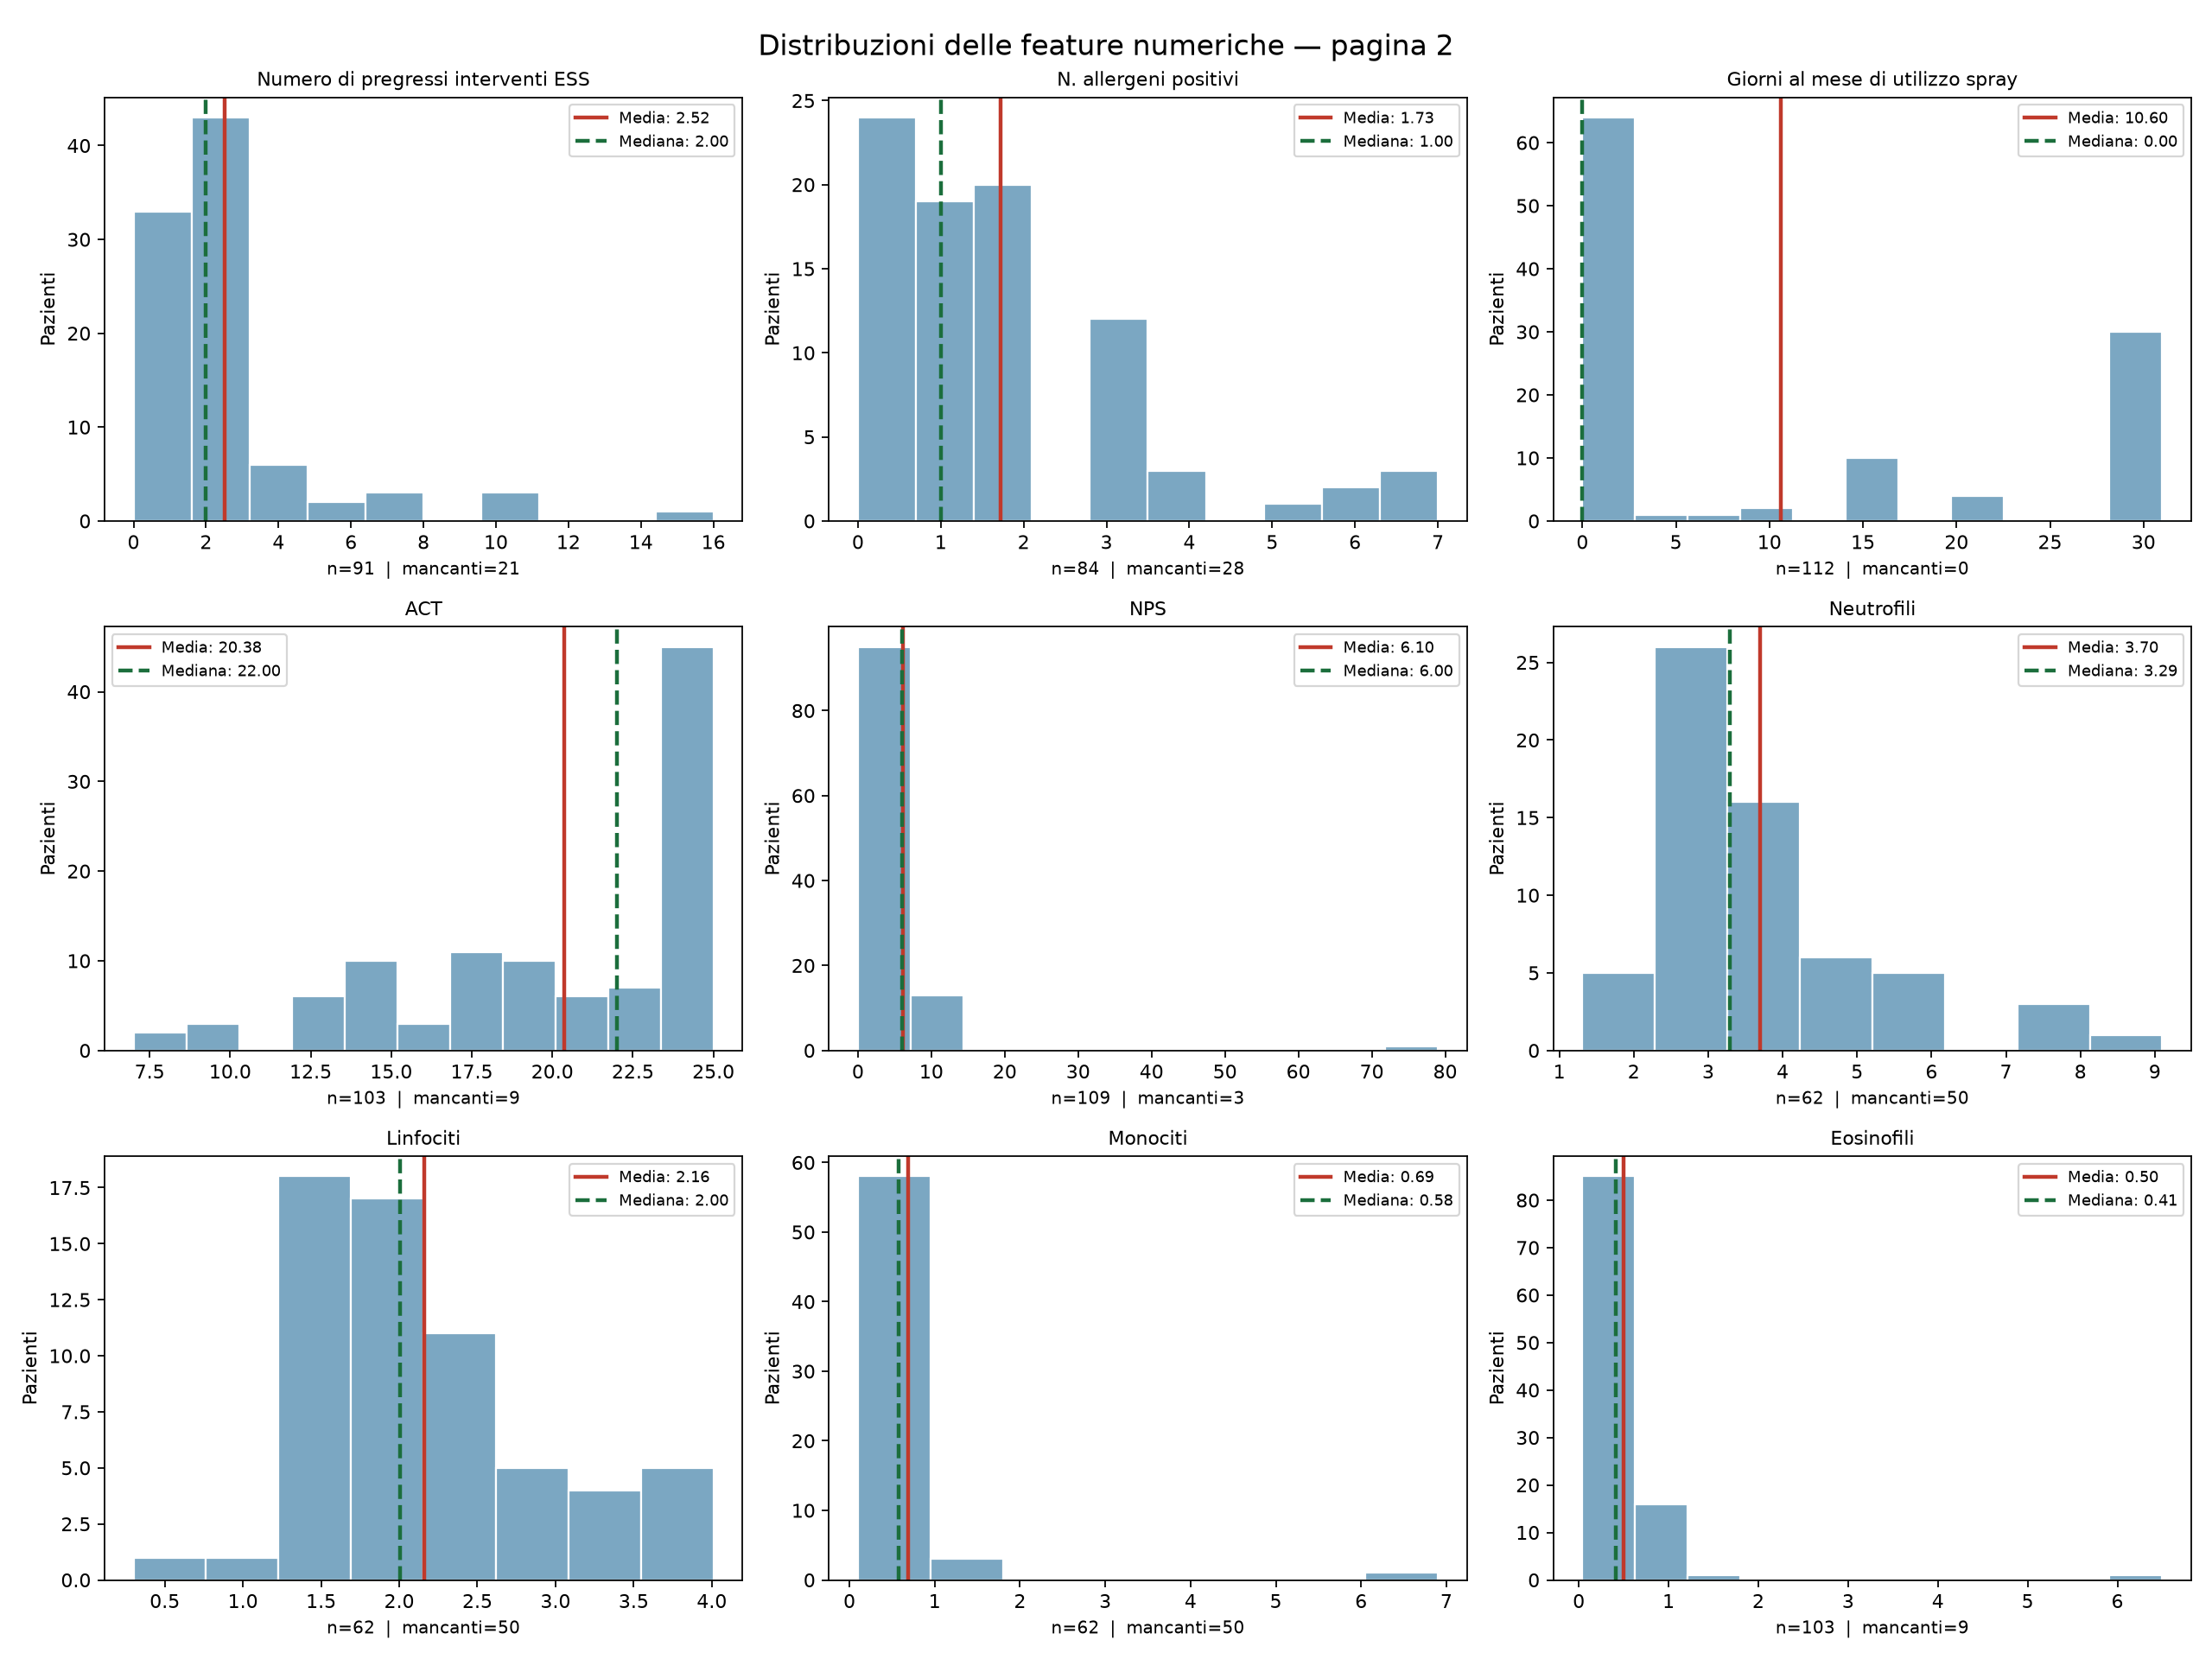 Distribuzioni delle feature numeriche — pagina 2
Numero di pregressi interventi ESS
Media: 2.52
Mediana: 2.00
Pazienti
40
30
20
10
0
0 2 4 6 8 10 12 14 16
n=91 | mancanti=21
N. allergeni positivi
Media: 1.73
Mediana: 1.00
Pazienti
25
20
15
10
5
0
0 1 2 3 4 5 6 7
n=84 | mancanti=28
Giorni al mese di utilizzo spray
Media: 10.60
Mediana: 0.00
Pazienti
60
50
40
30
20
10
0
0 5 10 15 20 25 30
n=112 | mancanti=0
ACT
Media: 20.38
Mediana: 22.00
Pazienti
40
30
20
10
0
7.5 10.0 12.5 15.0 17.5 20.0 22.5 25.0
n=103 | mancanti=9
NPS
Media: 6.10
Mediana: 6.00
Pazienti
80
60
40
20
0
0 10 20 30 40 50 60 70 80
n=109 | mancanti=3
Neutrofili
Media: 3.70
Mediana: 3.29
Pazienti
25
20
15
10
5
0
1 2 3 4 5 6 7 8 9
n=62 | mancanti=50
Linfociti
Media: 2.16
Mediana: 2.00
Pazienti
17.5
15.0
12.5
10.0
7.5
5.0
2.5
0.0
0.5 1.0 1.5 2.0 2.5 3.0 3.5 4.0
n=62 | mancanti=50
Monociti
Media: 0.69
Mediana: 0.58
Pazienti
60
50
40
30
20
10
0
0 1 2 3 4 5 6 7
n=62 | mancanti=50
Eosinofili
Media: 0.50
Mediana: 0.41
Pazienti
80
70
60
50
40
30
20
10
0
0 1 2 3 4 5 6
n=103 | mancanti=9